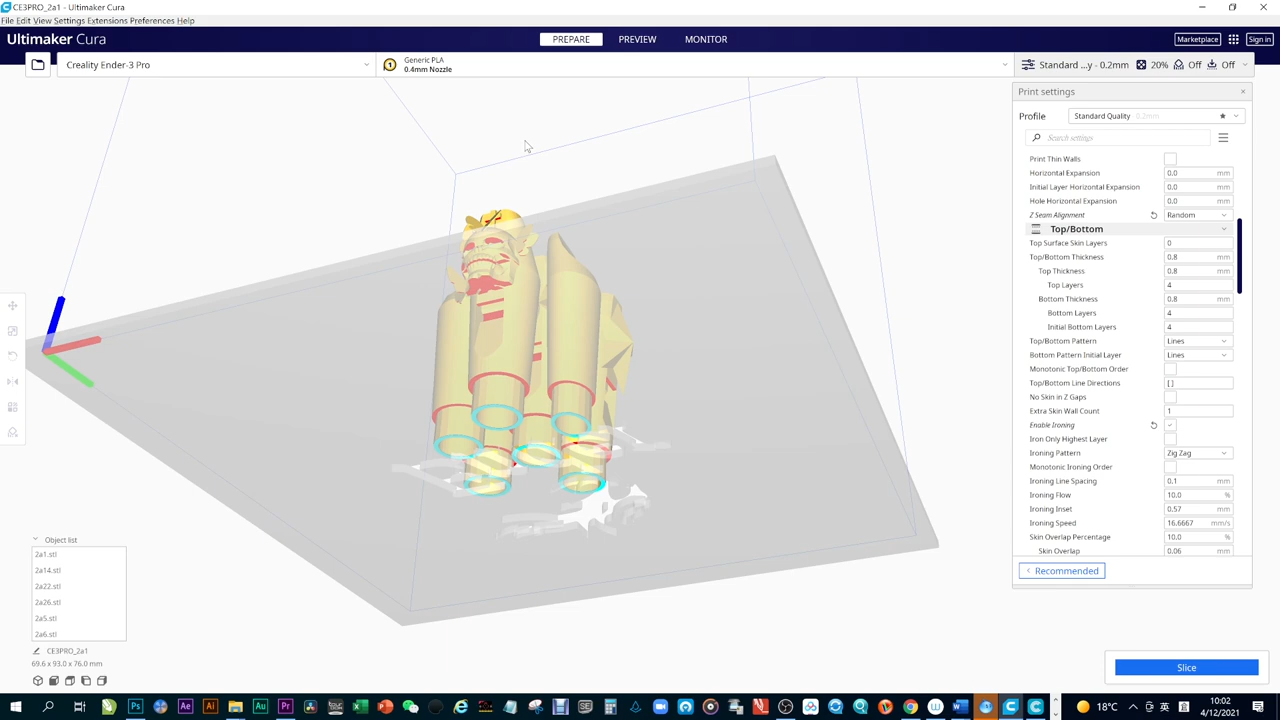 CE3PRO_2a1 - Ultimaker Cura
File Edit View Settings Extensions Preferences Help
Ultimaker Cura
PREPARE
PREVIEW
MONITOR
Marketplace
Sign in
Creality Ender-3 Pro
1
Generic PLA
0.4mm Nozzle
Standard ...y - 0.2mm
20%
Off
Off
Print settings
Profile
Standard Quality 0.2mm
Search settings
Print Thin Walls
Horizontal Expansion 0.0 mm
Initial Layer Horizontal Expansion 0.0 mm
Hole Horizontal Expansion 0.0 mm
Z Seam Alignment Random
Top/Bottom
Top Surface Skin Layers 0
Top/Bottom Thickness 0.8 mm
Top Thickness 0.8 mm
Top Layers 4
Bottom Thickness 0.8 mm
Bottom Layers 4
Initial Bottom Layers 4
Top/Bottom Pattern Lines
Bottom Pattern Initial Layer Lines
Monotonic Top/Bottom Order
Top/Bottom Line Directions [ ]
No Skin in Z Gaps
Extra Skin Wall Count 1
Enable Ironing
Iron Only Highest Layer
Ironing Pattern Zig Zag
Monotonic Ironing Order
Ironing Line Spacing 0.1 mm
Ironing Flow 10.0 %
Ironing Inset 0.57 mm
Ironing Speed 16.6667 mm/s
Skin Overlap Percentage 10.0 %
Skin Overlap 0.06 mm
Recommended
Object list
2a1.stl
2a14.stl
2a22.stl
2a26.stl
2a5.stl
2a6.stl
CE3PRO_2a1
69.6 x 93.0 x 76.0 mm
Slice
Ps
Ae
Ai
Au
Pr
18°C
10:02
4/12/2021